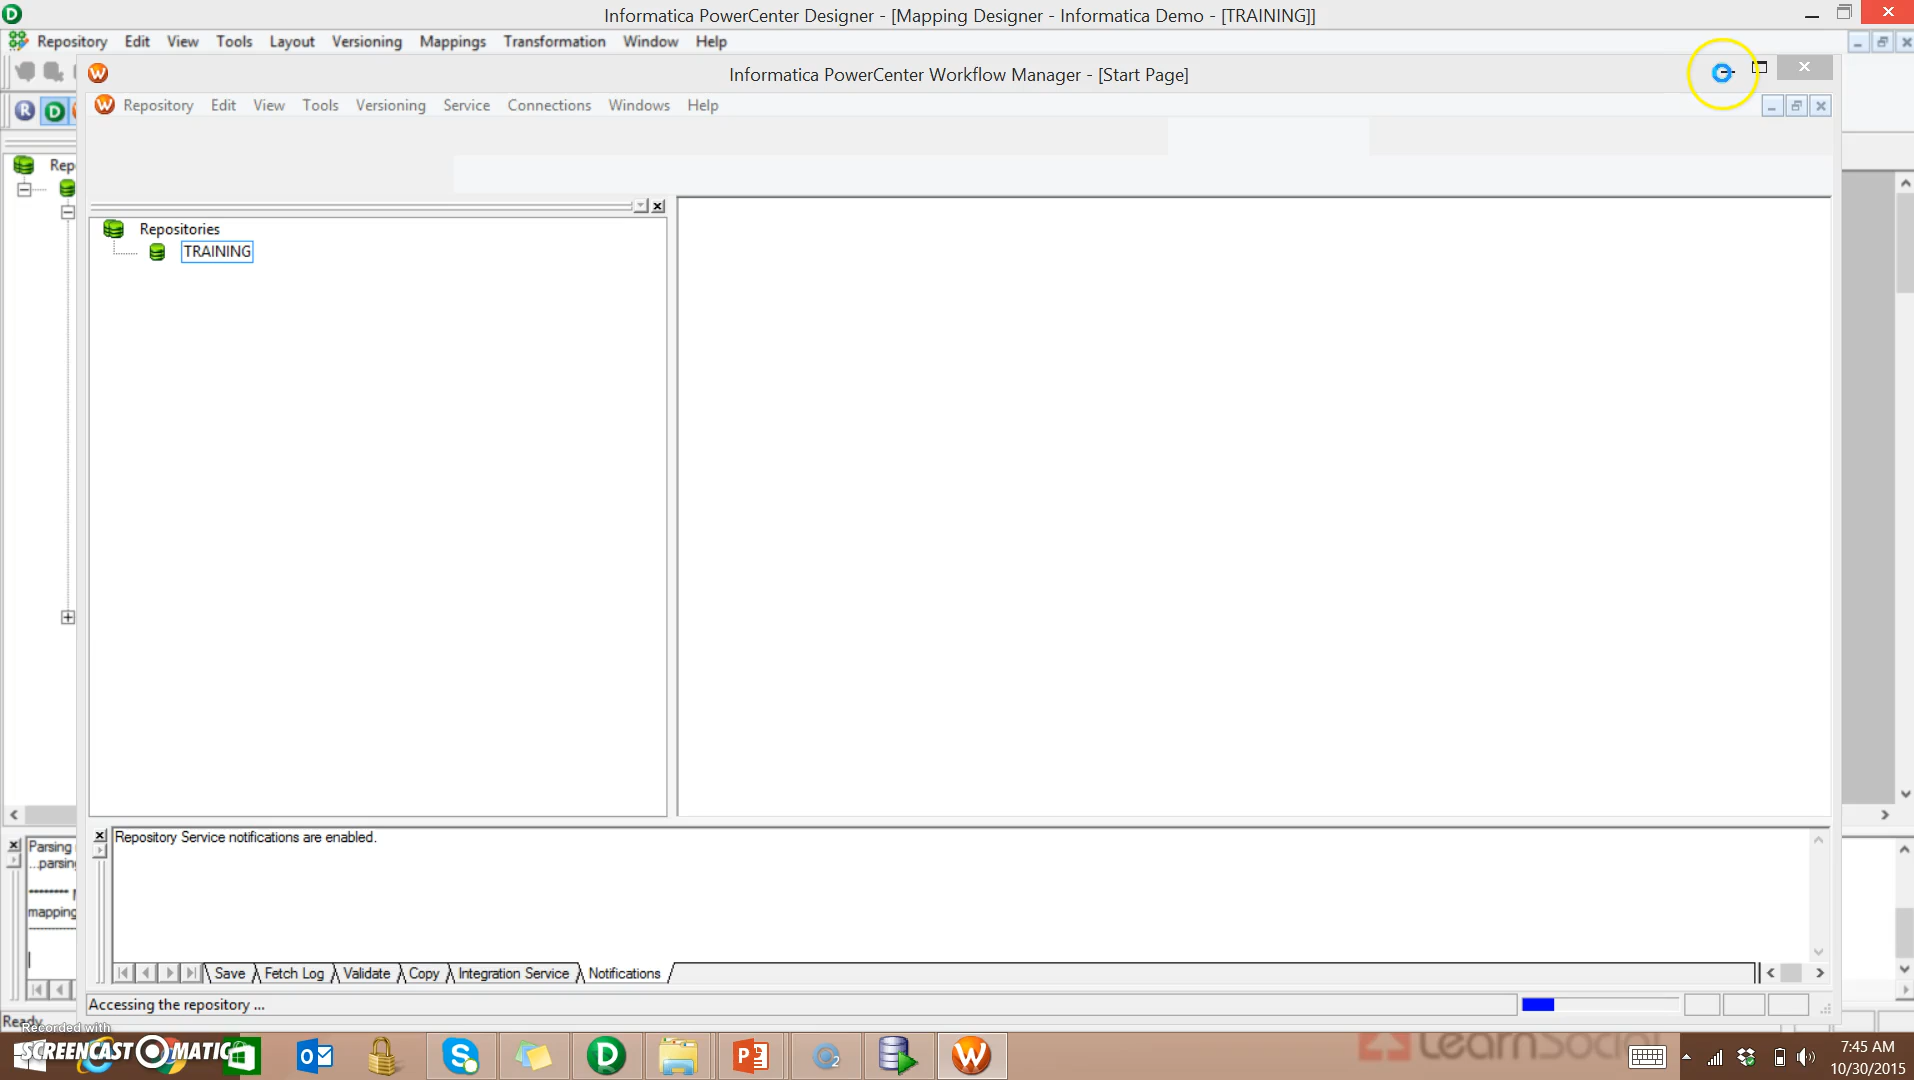 Informatica PowerCenter Designer - [Mapping Designer - Informatica Demo - [TRAINING]]
Repository Edit View Tools Layout Versioning Mappings Transformation Window Help
Informatica PowerCenter Workflow Manager - [Start Page]
Repository Edit View Tools Versioning Service Connections Windows Help
Rep
Repositories
TRAINING
Parsing
...parsin
mapping
Repository Service notifications are enabled.
Save Fetch Log Validate Copy Integration Service Notifications
Accessing the repository ...
Ready
Recorded with
SCREENCAST-O-MATIC
LearnSocial
7:45 AM
10/30/2015